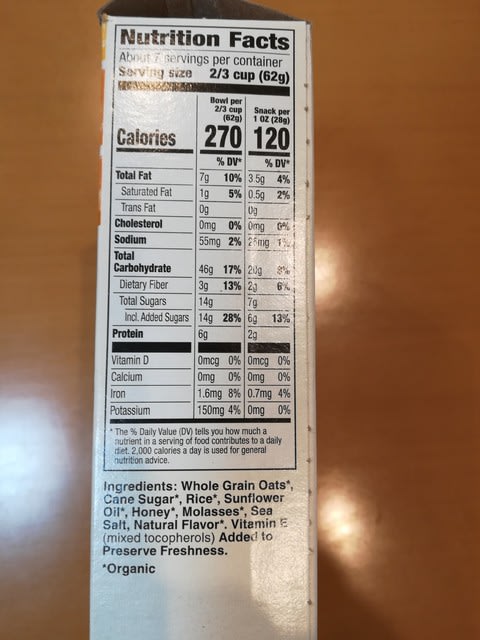 Nutrition Facts
About 7 servings per container
Serving size 2/3 cup (62g)
Bowl per 2/3 cup (62g) Snack per 1 OZ (28g)
Calories 270 120
% DV* % DV*
Total Fat 7g 10% 3.5g 4%
Saturated Fat 1g 5% 0.5g 2%
Trans Fat 0g 0g
Cholesterol 0mg 0% 0mg 0%
Sodium 55mg 2% 25mg 1%
Total
Carbohydrate 46g 17% 20g 8%
Dietary Fiber 3g 13% 2g 6%
Total Sugars 14g 7g
Incl. Added Sugars 14g 28% 6g 13%
Protein 6g 2g
Vitamin D 0mcg 0% 0mcg 0%
Calcium 0mg 0% 0mg 0%
Iron 1.6mg 8% 0.7mg 4%
Potassium 150mg 4% 0mg 0%
* The % Daily Value (DV) tells you how much a
nutrient in a serving of food contributes to a daily
diet. 2,000 calories a day is used for general
nutrition advice.
Ingredients: Whole Grain Oats*,
Cane Sugar*, Rice*, Sunflower
Oil*, Honey*, Molasses*, Sea
Salt, Natural Flavor*. Vitamin E
(mixed tocopherols) Added to
Preserve Freshness.
*Organic